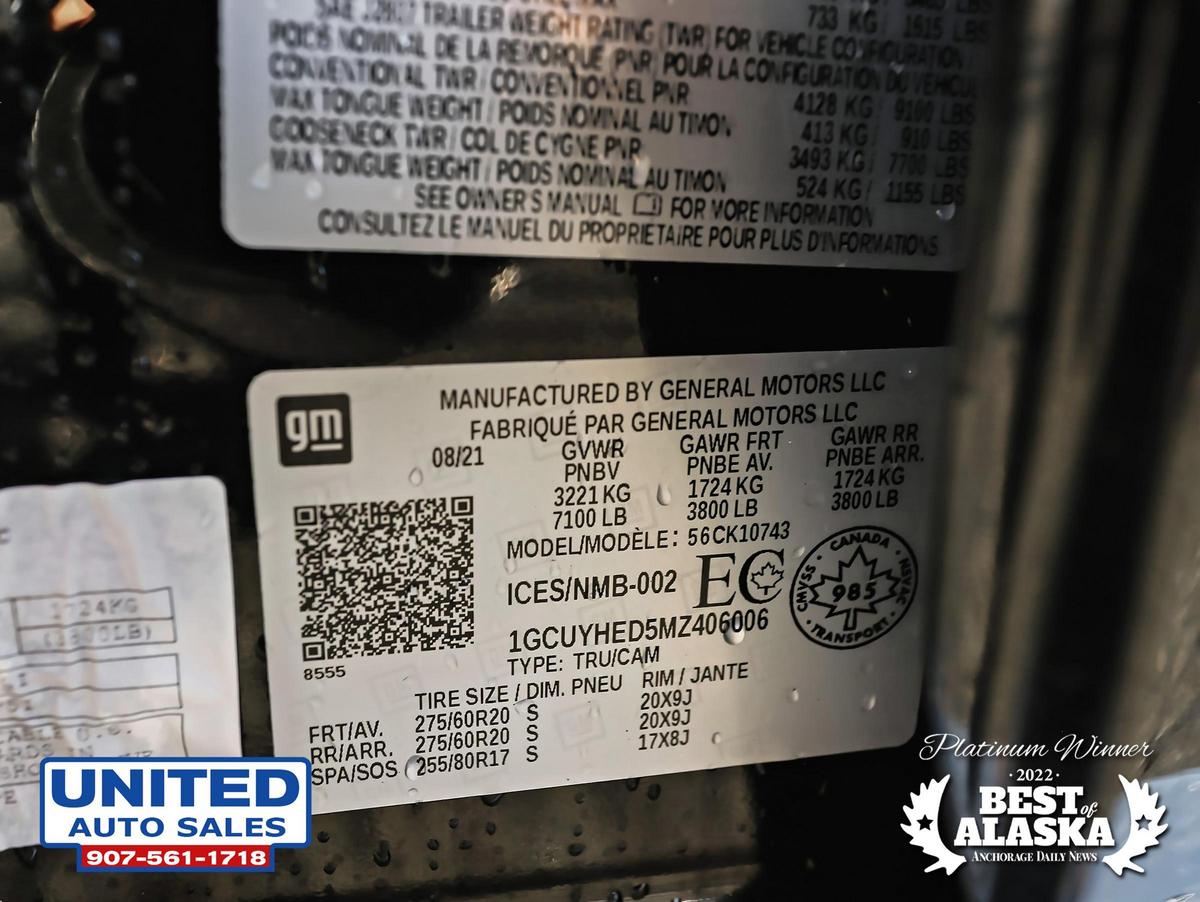 733 KG / 1615 LBS
SAE J2807 TRAILER WEIGHT RATING (TWR) FOR VEHICLE CONFIGURATION /
POIDS NOMINAL DE LA REMORQUE (PNR) POUR LA CONFIGURATION DU VEHICUL
CONVENTIONAL TWR / CONVENTIONNEL PNR 4128 KG / 9100 LBS
MAX TONGUE WEIGHT / POIDS NOMINAL AU TIMON 413 KG / 910 LBS
GOOSENECK TWR / COL DE CYGNE PNR 3493 KG / 7700 LBS
MAX TONGUE WEIGHT / POIDS NOMINAL AU TIMON 524 KG / 1155 LBS
SEE OWNER'S MANUAL FOR MORE INFORMATION
CONSULTEZ LE MANUEL DU PROPRIETAIRE POUR PLUS D'INFORMATIONS
gm
MANUFACTURED BY GENERAL MOTORS LLC
FABRIQUÉ PAR GENERAL MOTORS LLC
08/21 GVWR GAWR FRT GAWR RR
PNBV PNBE AV. PNBE ARR.
3221 KG 1724 KG 1724 KG
7100 LB 3800 LB 3800 LB
MODEL/MODÈLE: 56CK10743
ICES/NMB-002 EC
CANADA
CMVSS · NSVAC
985
· TRANSPORT ·
1GCUYHED5MZ406006
TYPE: TRU/CAM
8555
TIRE SIZE / DIM. PNEU RIM / JANTE
FRT/AV. 275/60R20 S 20X9J
RR/ARR. 275/60R20 S 20X9J
SPA/SOS 255/80R17 S 17X8J
1724KG
(3800LB)
UNITED
AUTO SALES
907-561-1718
Platinum Winner
· 2022 ·
BEST of
ALASKA
ANCHORAGE DAILY NEWS